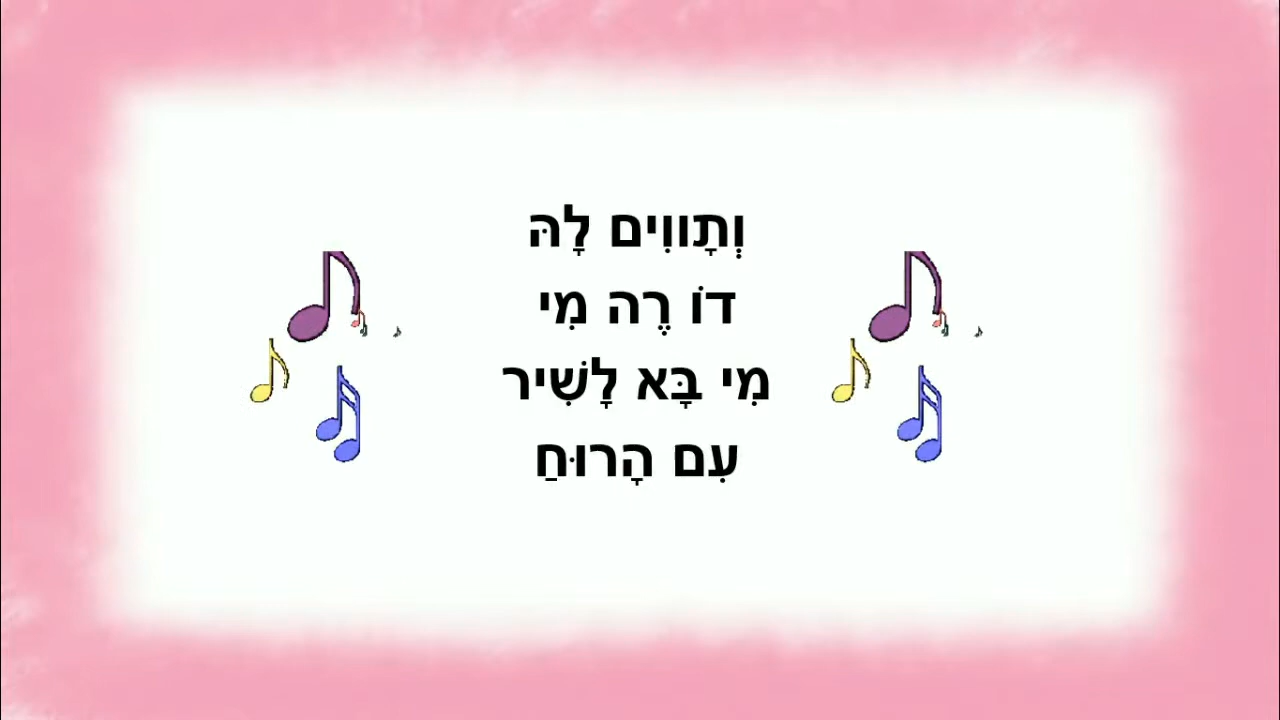 וְתָווִים לָהּ
דוֹ רֶה מִי
מִי בָּא לָשִׁיר
עִם הָרוּחַ